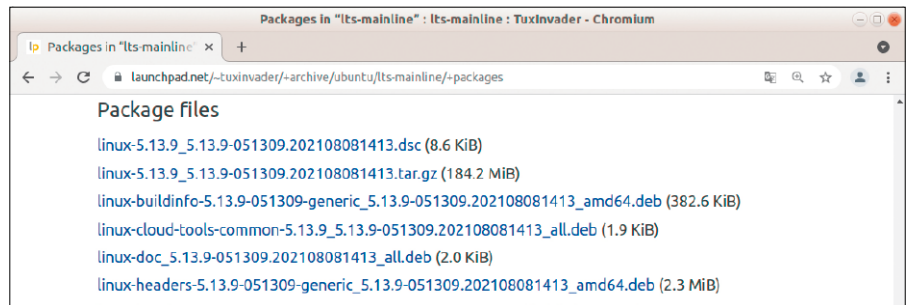 Packages in "lts-mainline" : lts-mainline : TuxInvader - Chromium
lp Packages in "lts-mainline"
launchpad.net/~tuxinvader/+archive/ubuntu/lts-mainline/+packages
Package files
linux-5.13.9_5.13.9-051309.202108081413.dsc (8.6 KiB)
linux-5.13.9_5.13.9-051309.202108081413.tar.gz (184.2 MiB)
linux-buildinfo-5.13.9-051309-generic_5.13.9-051309.202108081413_amd64.deb (382.6 KiB)
linux-cloud-tools-common-5.13.9_5.13.9-051309.202108081413_all.deb (1.9 KiB)
linux-doc_5.13.9-051309.202108081413_all.deb (2.0 KiB)
linux-headers-5.13.9-051309-generic_5.13.9-051309.202108081413_amd64.deb (2.3 MiB)